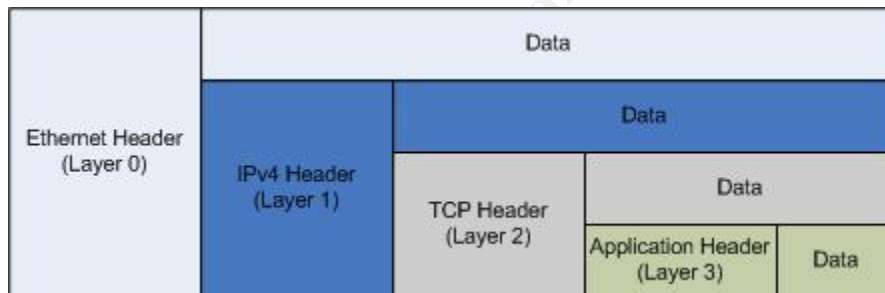 Data
Ethernet Header
(Layer 0)
Data
IPv4 Header
(Layer 1)
Data
TCP Header
(Layer 2)
Application Header
(Layer 3)
Data